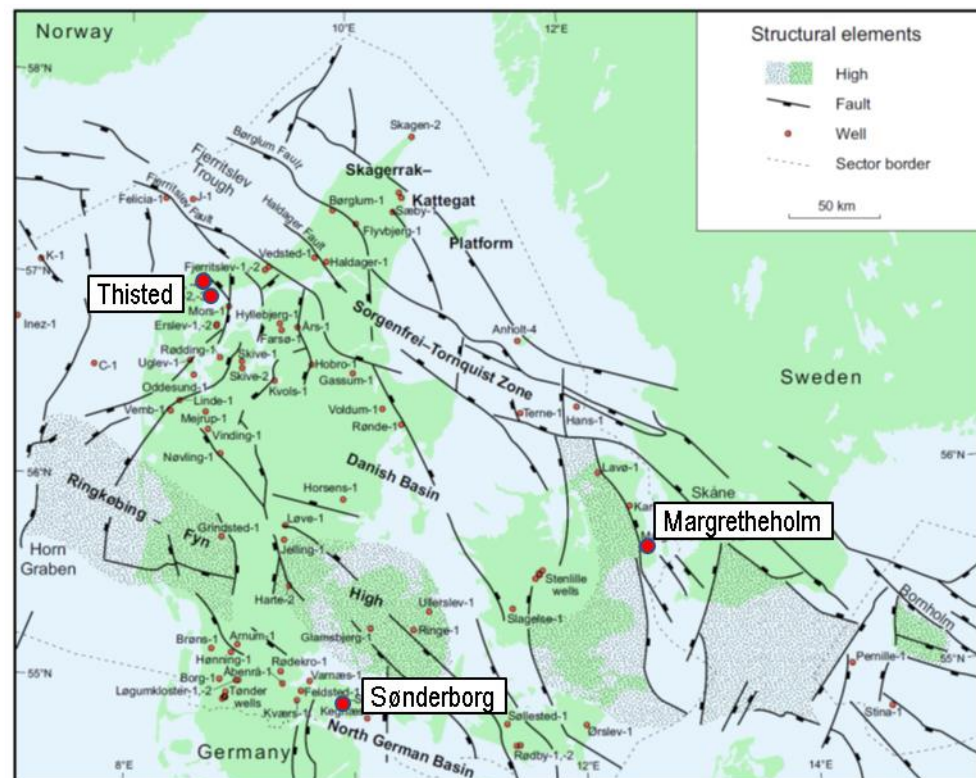 Norway
10°E
12°E
58°N
Structural elements
High
Fault
Well
Sector border
50 km
Skagen-2
Børglum Fault
Fjerritslev
Trough
Skagerrak–
Kattegat
Platform
Fjerritslev Fault
Felicia-1
J-1
Haldager Fault
Børglum-1
Sæby-1
Flyvbjerg-1
K-1
57°N
Vedsted-1
Haldager-1
Fjerritslev-1,-2
Thisted
Mors-1
Inez-1
Erslev-1,-2
Hyllebjerg-1
Farsø-1
Års-1
Sorgenfrei–Tornquist Zone
Anholt-4
Sweden
Rødding-1
Uglev-1
Skive-1
Skive-2
Hobro-1
Gassum-1
C-1
Oddesund-1
Kvols-1
Linde-1
Vemb-1
Mejrup-1
Voldum-1
Terne-1
Hans-1
Vinding-1
Rønde-1
Nøvling-1
Danish Basin
56°N
56°N
Lavø-1
Skåne
Horsens-1
Ringkøbing –
Fyn
High
Grindsted-1
Løve-1
Margretheholm
Horn
Graben
Jelling-1
Stenlille
wells
Harte-2
Ullerslev-1
Slagelse-1
Bornholm
Glamsbjerg-1
Ringe-1
Brøns-1
Arnum-1
Hønning-1
Rødekro-1
55°N
55°N
Pernille-1
Borg-1
Åbenrå-1
Varnæs-1
Løgumkloster-1,-2
Tønder
wells
Felsted-1
Kværs-1
Sønderborg
Stina-1
Søllested-1
Ørslev-1
Germany
North German Basin
Rødby-1,-2
8°E
12°E
14°E